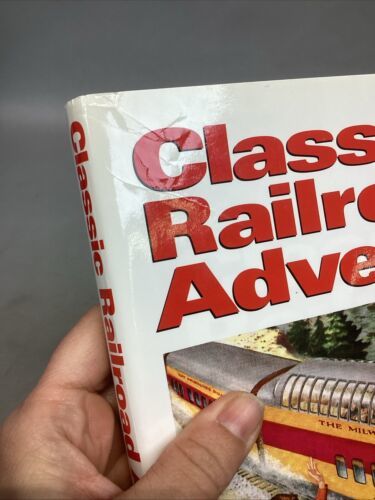 Classic Railroad
Class
Railro
Adve
THE MILW